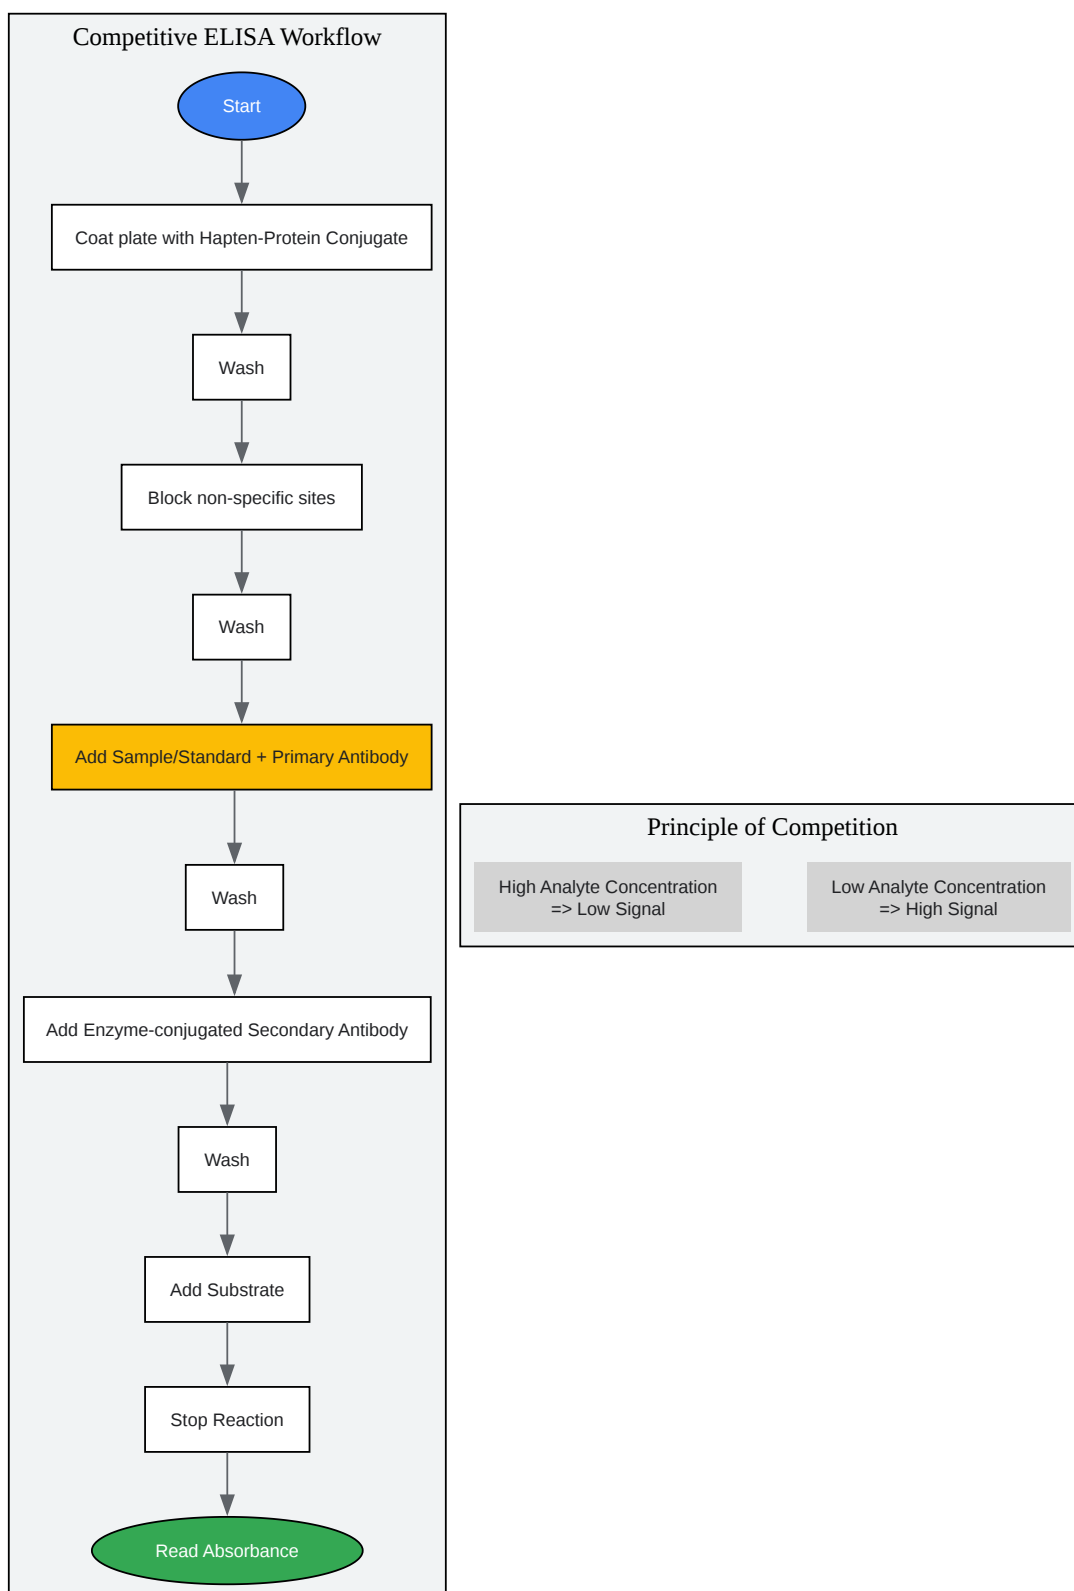 Competitive ELISA Workflow
Start
Coat plate with Hapten-Protein Conjugate
Wash
Block non-specific sites
Wash
Add Sample/Standard + Primary Antibody
Wash
Add Enzyme-conjugated Secondary Antibody
Wash
Add Substrate
Stop Reaction
Read Absorbance
Principle of Competition
High Analyte Concentration
=> Low Signal
Low Analyte Concentration
=> High Signal